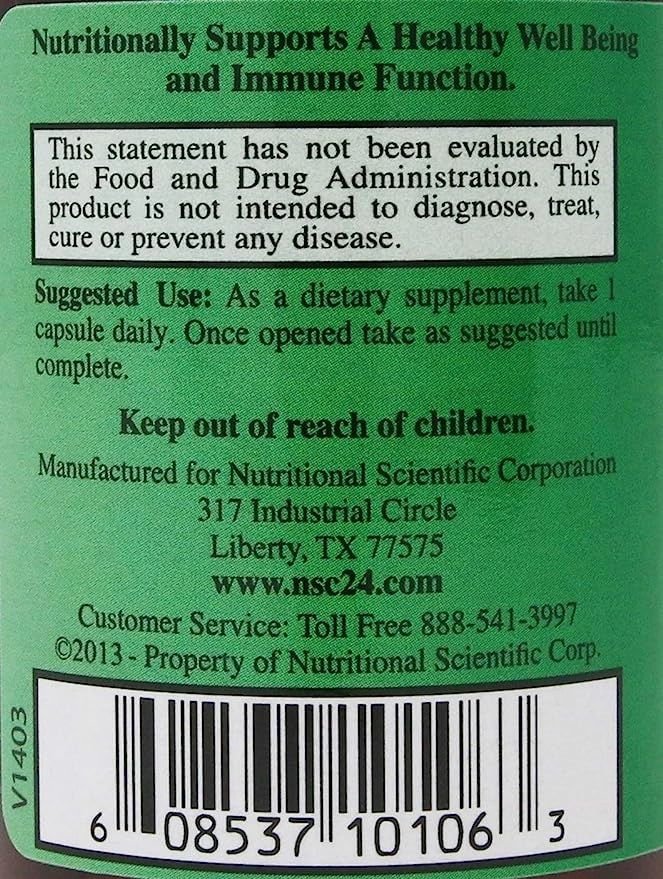 Nutritionally Supports A Healthy Well Being
and Immune Function.
This statement has not been evaluated by
the Food and Drug Administration. This
product is not intended to diagnose, treat,
cure or prevent any disease.
Suggested Use: As a dietary supplement, take 1
capsule daily. Once opened take as suggested until
complete.
Keep out of reach of children.
Manufactured for Nutritional Scientific Corporation
317 Industrial Circle
Liberty, TX 77575
www.nsc24.com
Customer Service: Toll Free 888-541-3997
©2013 - Property of Nutritional Scientific Corp.
V1403
6 08537 10106 3